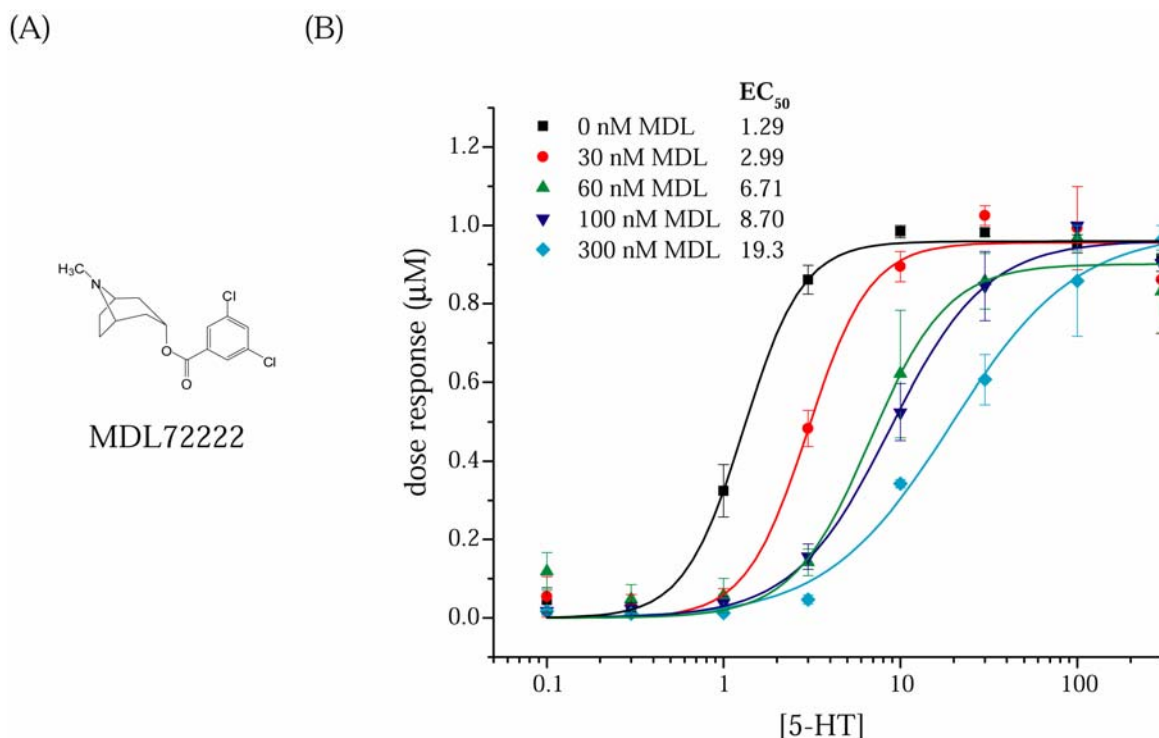 (A)
(B)
H₃C
N
Cl
Cl
O
O
MDL72222
EC₅₀
0 nM MDL 1.29
30 nM MDL 2.99
60 nM MDL 6.71
100 nM MDL 8.70
300 nM MDL 19.3
dose response (μM)
1.2
1.0
0.8
0.6
0.4
0.2
0.0
0.1 1 10 100
[5-HT]